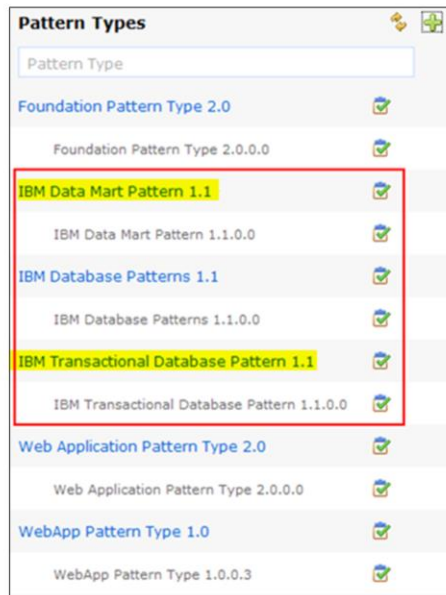 Pattern Types
Pattern Type
Foundation Pattern Type 2.0
Foundation Pattern Type 2.0.0.0
IBM Data Mart Pattern 1.1
IBM Data Mart Pattern 1.1.0.0
IBM Database Patterns 1.1
IBM Database Patterns 1.1.0.0
IBM Transactional Database Pattern 1.1
IBM Transactional Database Pattern 1.1.0.0
Web Application Pattern Type 2.0
Web Application Pattern Type 2.0.0.0
WebApp Pattern Type 1.0
WebApp Pattern Type 1.0.0.3